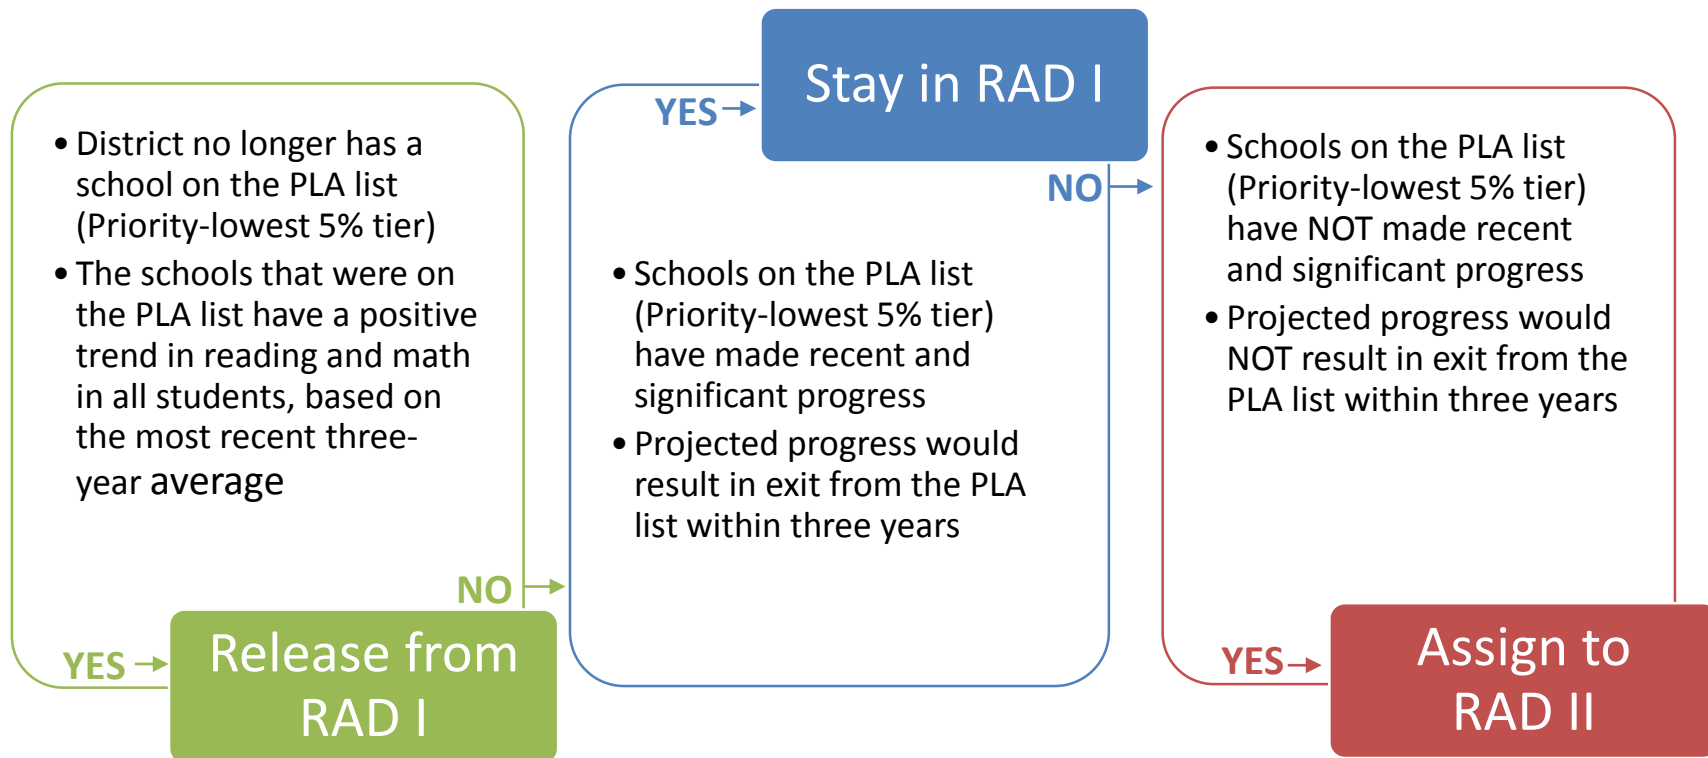 • District no longer has a
school on the PLA list
(Priority-lowest 5% tier)
• The schools that were on
the PLA list have a positive
trend in reading and math
in all students, based on
the most recent three-
year average
NO
YES
Release from
RAD I
YES
Stay in RAD I
NO
• Schools on the PLA list
(Priority-lowest 5% tier)
have made recent and
significant progress
• Projected progress would
result in exit from the PLA
list within three years
• Schools on the PLA list
(Priority-lowest 5% tier)
have NOT made recent
and significant progress
• Projected progress would
NOT result in exit from the
PLA list within three years
YES
Assign to
RAD II